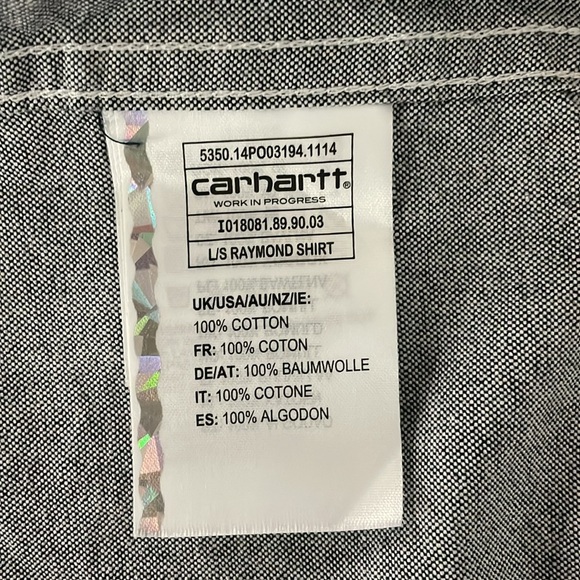 5350.14PO03194.1114
carhartt®
WORK IN PROGRESS
I018081.89.90.03
L/S RAYMOND SHIRT
UK/USA/AU/NZ/IE:
100% COTTON
FR: 100% COTON
DE/AT: 100% BAUMWOLLE
IT: 100% COTONE
ES: 100% ALGODON